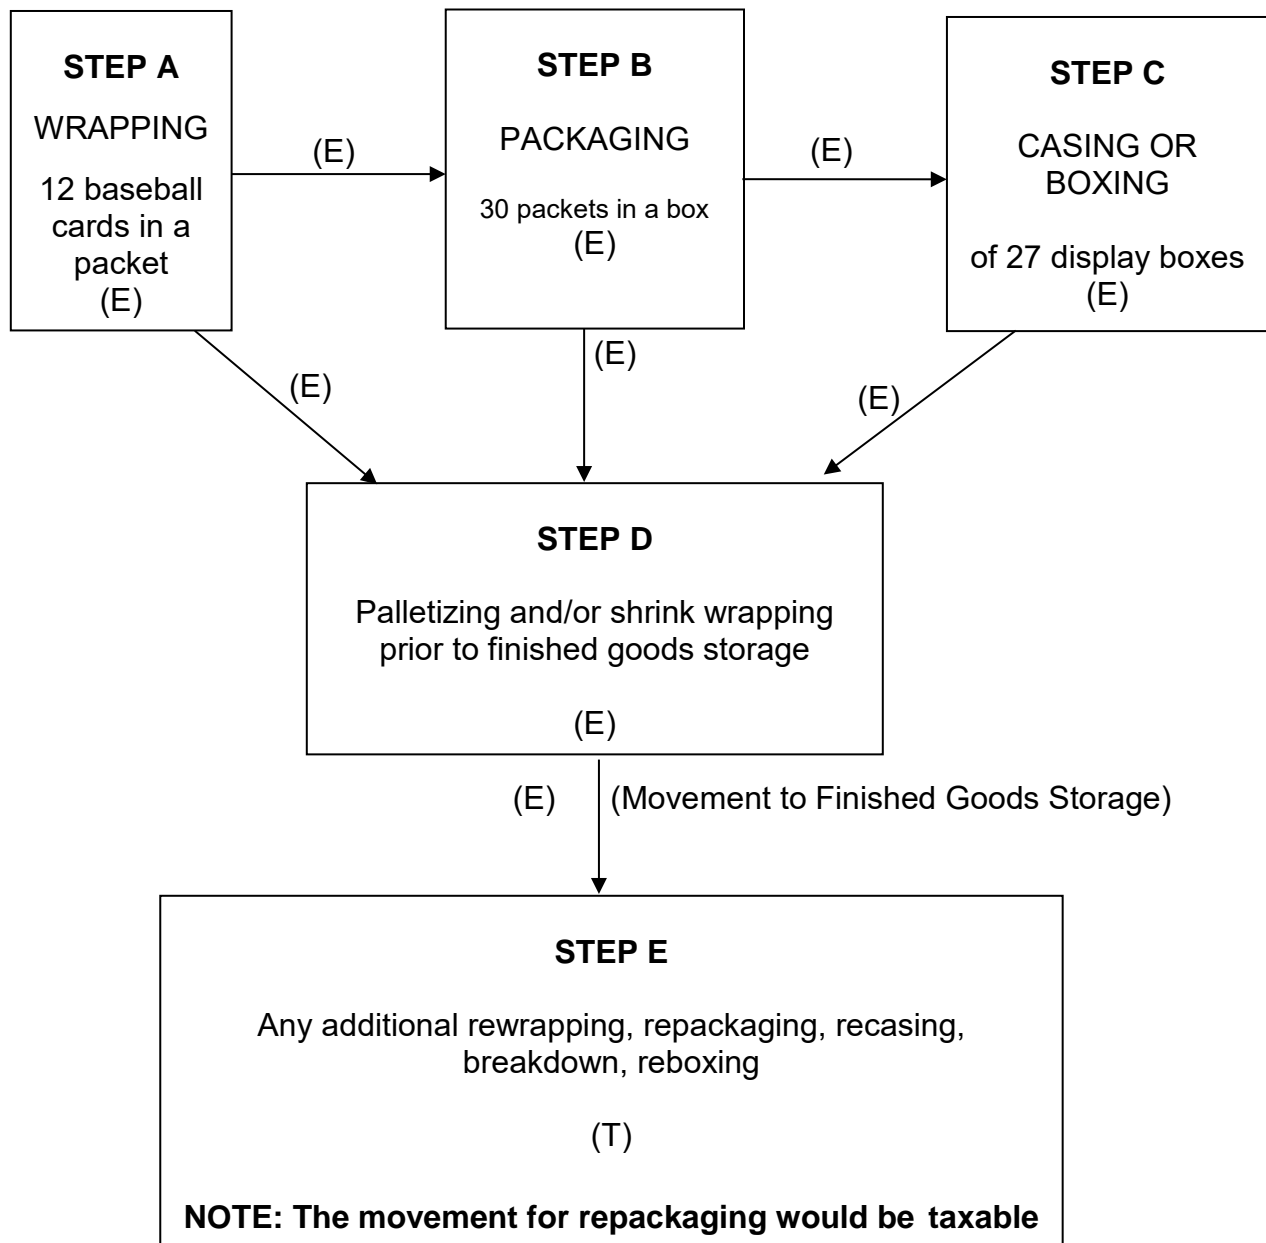 STEP A
WRAPPING
12 baseball
cards in a
packet
(E)
(E)
STEP B
PACKAGING
30 packets in a box
(E)
(E)
STEP C
CASING OR
BOXING
of 27 display boxes
(E)
(E)
(E)
(E)
STEP D
Palletizing and/or shrink wrapping
prior to finished goods storage
(E)
(E) (Movement to Finished Goods Storage)
STEP E
Any additional rewrapping, repackaging, recasing,
breakdown, reboxing
(T)
NOTE: The movement for repackaging would be taxable